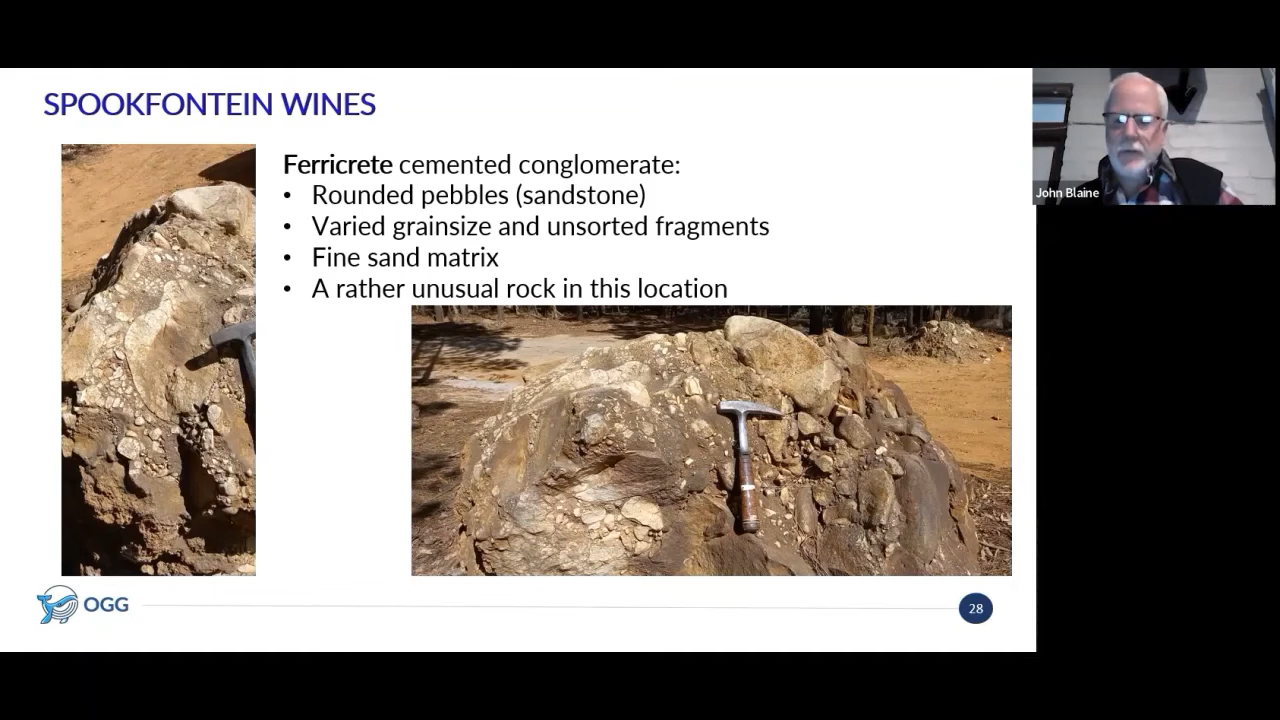 SPOOKFONTEIN WINES
Ferricrete cemented conglomerate:
• Rounded pebbles (sandstone)
• Varied grainsize and unsorted fragments
• Fine sand matrix
• A rather unusual rock in this location
John Blaine
OGG
28